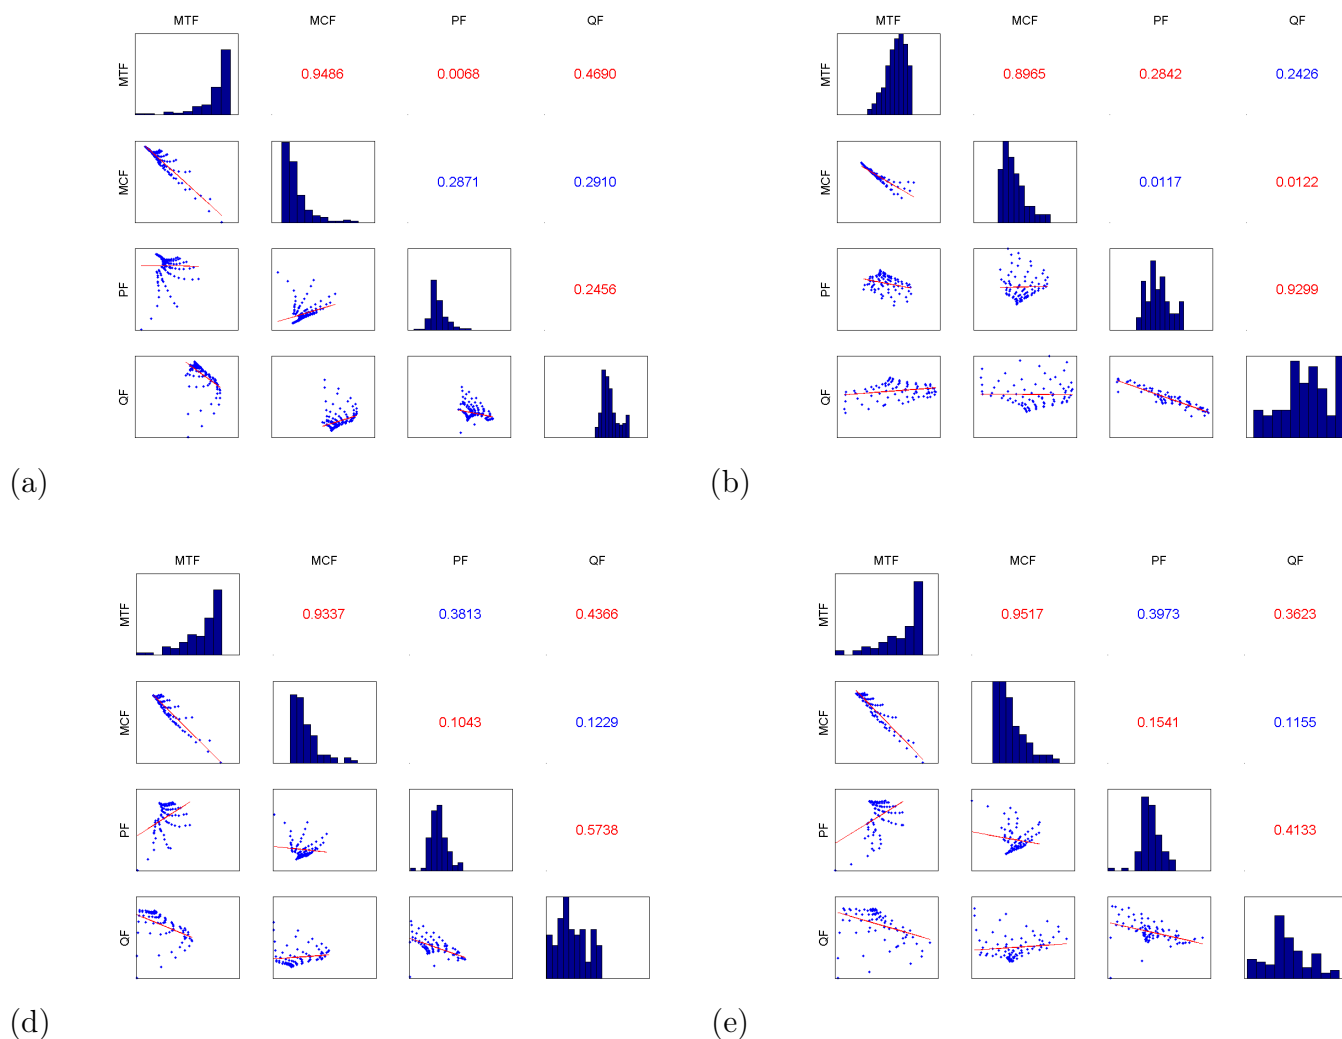 MTF MCF PF QF
MTF 0.9486 0.0068 0.4690
MCF 0.2871 0.2910
PF 0.2456
QF
(a)
MTF MCF PF QF
MTF 0.8965 0.2842 0.2426
MCF 0.0117 0.0122
PF 0.9299
QF
(b)
MTF MCF PF QF
MTF 0.9337 0.3813 0.4366
MCF 0.1043 0.1229
PF 0.5738
QF
(d)
MTF MCF PF QF
MTF 0.9517 0.3973 0.3623
MCF 0.1541 0.1155
PF 0.4133
QF
(e)